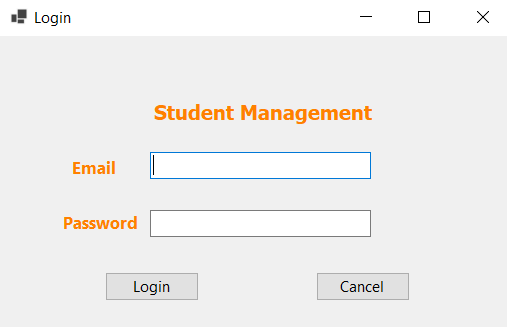 Login
Student Management
Email
Password
Login Cancel